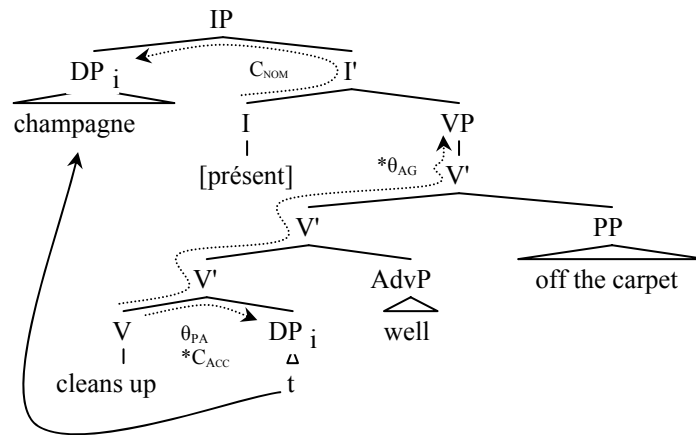 IP
DP i C_NOM I'
champagne I VP
[présent] *θ_AG V'
V' PP
V' AdvP off the carpet
V θ_PA DP i well
*C_ACC
cleans up t